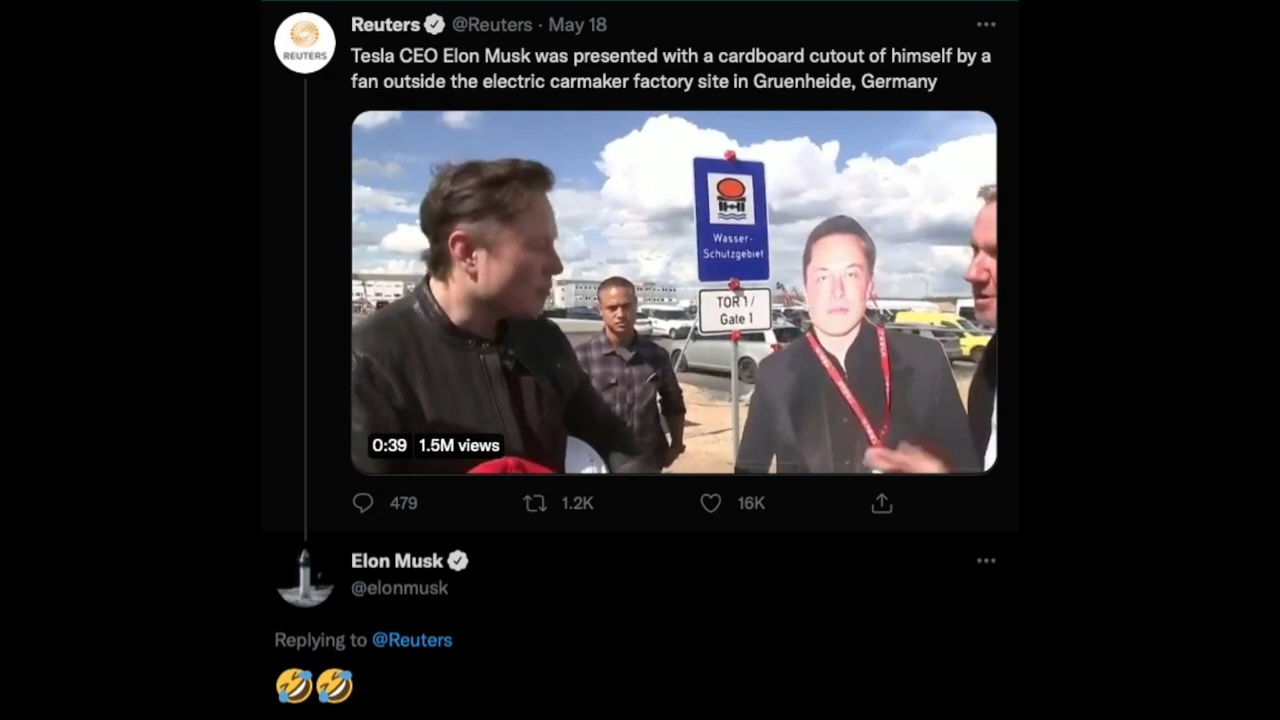 Reuters @Reuters · May 18
REUTERS
Tesla CEO Elon Musk was presented with a cardboard cutout of himself by a
fan outside the electric carmaker factory site in Gruenheide, Germany
Wasser-
Schutzgebiet
TOR 1/
Gate 1
0:39 1.5M views
479 1.2K 16K
Elon Musk
@elonmusk
Replying to @Reuters
🤣🤣